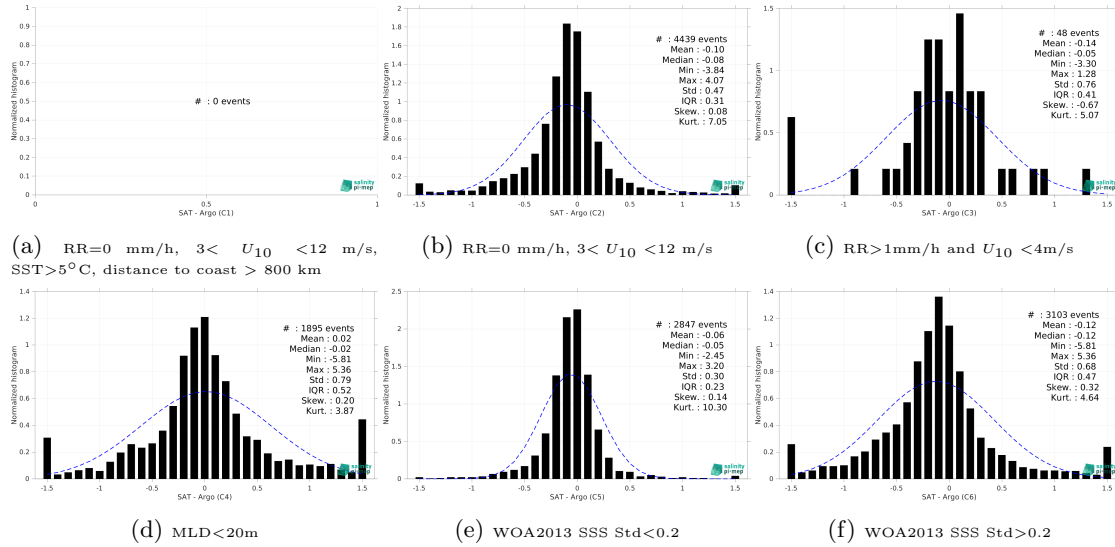 1
0.9
0.8
0.7
0.6
0.5
0.4
0.3
0.2
0.1
0
Normalized histogram
# : 0 events
salinity
pi-mep
0 0.5 1
SAT - Argo (C1)
(a) RR=0 mm/h, 3< U10 <12 m/s,
SST>5°C, distance to coast > 800 km
2
1.8
1.6
1.4
1.2
1
0.8
0.6
0.4
0.2
0
Normalized histogram
# : 4439 events
Mean : -0.10
Median : -0.08
Min : -3.84
Max : 4.07
Std : 0.47
IQR : 0.31
Skew. : 0.08
Kurt. : 7.05
salinity
pi-mep
-1.5 -1 -0.5 0 0.5 1 1.5
SAT - Argo (C2)
(b) RR=0 mm/h, 3< U10 <12 m/s
1.5
1
0.5
0
Normalized histogram
# : 48 events
Mean : -0.14
Median : -0.05
Min : -3.30
Max : 1.28
Std : 0.76
IQR : 0.41
Skew. : -0.67
Kurt. : 5.07
salinity
pi-mep
-1.5 -1 -0.5 0 0.5 1 1.5
SAT - Argo (C3)
(c) RR>1mm/h and U10 <4m/s
1.4
1.2
1
0.8
0.6
0.4
0.2
0
Normalized histogram
# : 1895 events
Mean : 0.02
Median : -0.02
Min : -5.81
Max : 5.36
Std : 0.79
IQR : 0.52
Skew. : 0.20
Kurt. : 3.87
salinity
pi-mep
-1.5 -1 -0.5 0 0.5 1 1.5
SAT - Argo (C4)
(d) MLD<20m
2.5
2
1.5
1
0.5
0
Normalized histogram
# : 2847 events
Mean : -0.06
Median : -0.05
Min : -2.45
Max : 3.20
Std : 0.30
IQR : 0.23
Skew. : 0.14
Kurt. : 10.30
salinity
pi-mep
-1.5 -1 -0.5 0 0.5 1 1.5
SAT - Argo (C5)
(e) WOA2013 SSS Std<0.2
1.4
1.2
1
0.8
0.6
0.4
0.2
0
Normalized histogram
# : 3103 events
Mean : -0.12
Median : -0.12
Min : -5.81
Max : 5.36
Std : 0.68
IQR : 0.47
Skew. : 0.32
Kurt. : 4.64
salinity
pi-mep
-1.5 -1 -0.5 0 0.5 1 1.5
SAT - Argo (C6)
(f) WOA2013 SSS Std>0.2